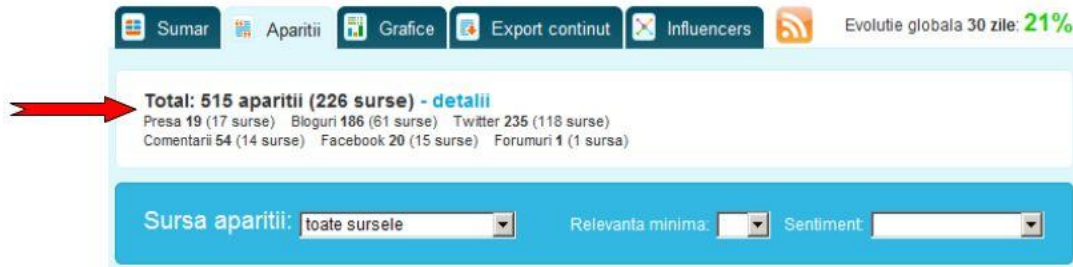 Sumar Aparitii Grafice Export continut Influencers Evolutie globala 30 zile: 21%
Total: 515 aparitii (226 surse) - detalii
Presa 19 (17 surse) Bloguri 186 (61 surse) Twitter 235 (118 surse)
Comentarii 54 (14 surse) Facebook 20 (15 surse) Forumuri 1 (1 sursa)
Sursa aparitii: toate sursele Relevanta minima: Sentiment: